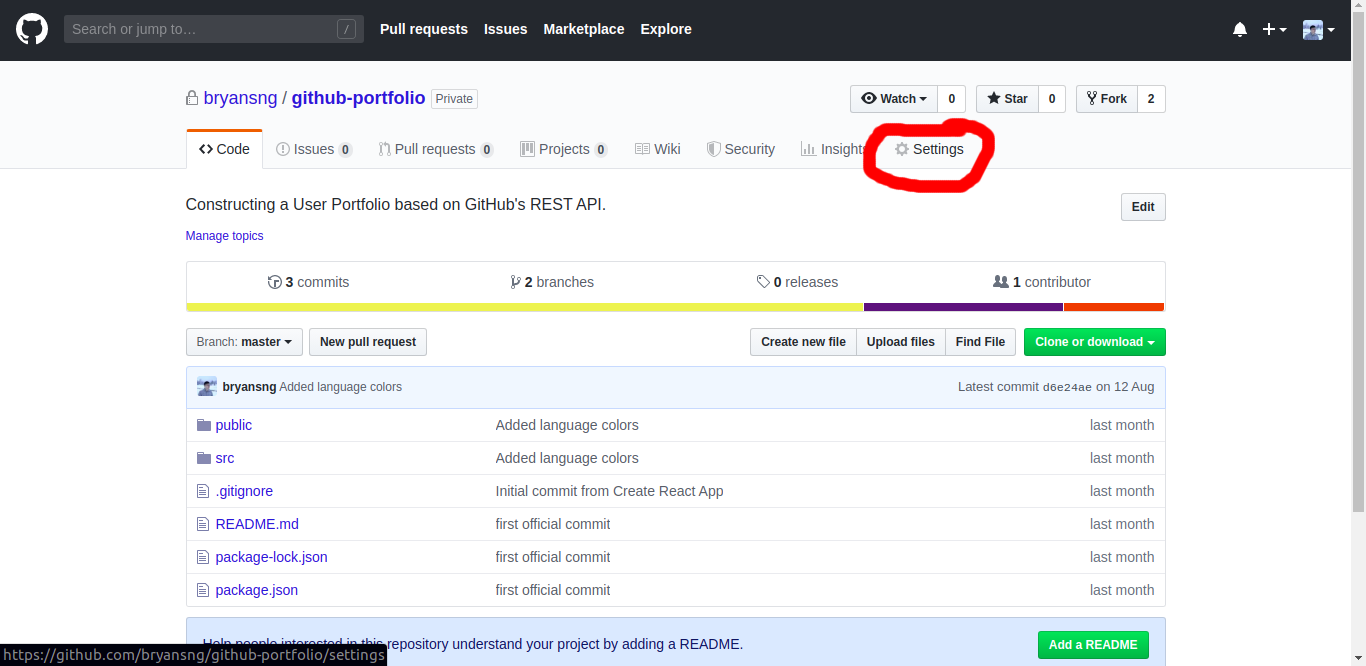 Search or jump to… / Pull requests Issues Marketplace Explore
bryansng / github-portfolio Private Watch 0 Star 0 Fork 2
Code Issues 0 Pull requests 0 Projects 0 Wiki Security Insights Settings
Constructing a User Portfolio based on GitHub's REST API. Edit
Manage topics
3 commits 2 branches 0 releases 1 contributor
Branch: master New pull request Create new file Upload files Find File Clone or download
bryansng Added language colors Latest commit d6e24ae on 12 Aug
public Added language colors last month
src Added language colors last month
.gitignore Initial commit from Create React App last month
README.md first official commit last month
package-lock.json first official commit last month
package.json first official commit last month
Help people interested in this repository understand your project by adding a README. Add a README
https://github.com/bryansng/github-portfolio/settings